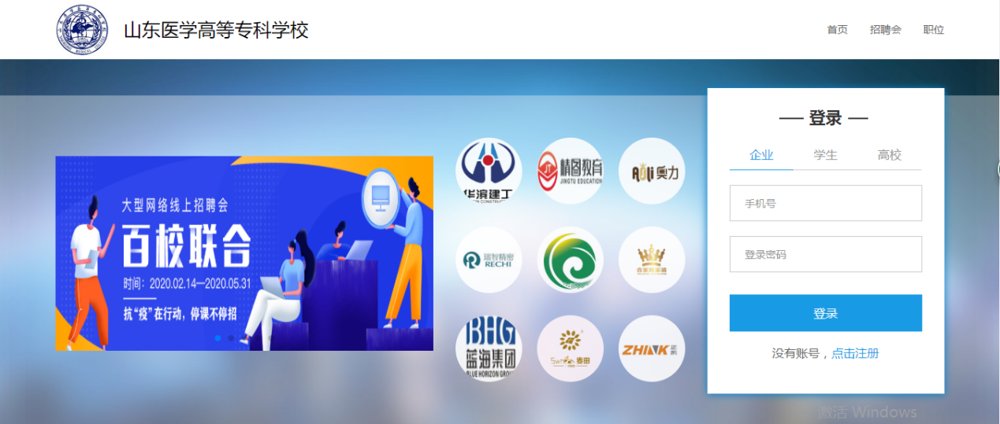 山东医学高等专科学校
首页 招聘会 职位
大型网络线上招聘会
百校联合
时间：2020.02.14—2020.05.31
抗“疫”在行动，停课不停招
华滨建工
精图教育
JINGTU EDUCATION
Aoli 奥力
瑞智精密
RECHI
BHG
蓝海集团
BLUE HORIZON GROUP
麦田
ZHINK 正凯
登录
企业 学生 高校
手机号
登录密码
登录
没有账号，点击注册
激活 Windows